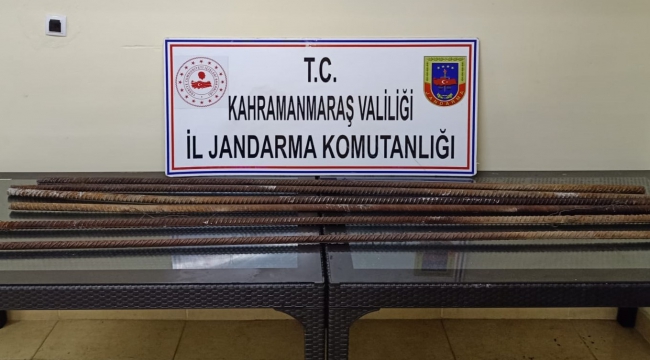 T.C.
KAHRAMANMARAŞ VALİLİĞİ
İL JANDARMA KOMUTANLIĞI